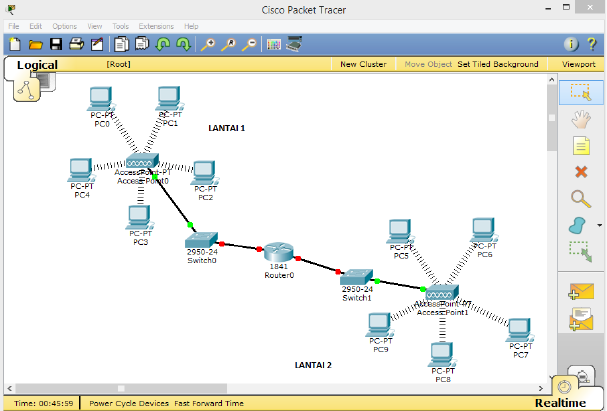 Cisco Packet Tracer
File Edit Options View Tools Extensions Help
Logical [Root] New Cluster Move Object Set Tiled Background Viewport
PC-PT
PC0
PC-PT
PC1
LANTAI 1
AccessPoint-PT
Access Point0
PC-PT
PC4
PC-PT
PC2
PC-PT
PC3
2950-24
Switch0
1841
Router0
PC-PT
PC5
PC-PT
PC6
2950-24
Switch1
AccessPoint-PT
Access Point1
PC-PT
PC9
PC-PT
PC7
PC-PT
PC8
LANTAI 2
Time: 00:45:59 Power Cycle Devices Fast Forward Time Realtime